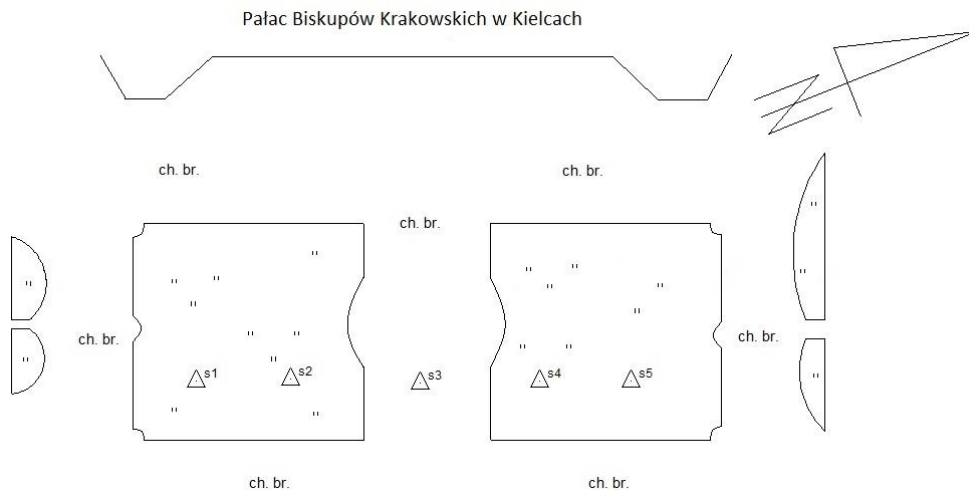 Pałac Biskupów Krakowskich w Kielcach
ch. br.
ch. br.
ch. br.
ch. br.
ch. br.
s1
s2
s3
s4
s5
ch. br.
ch. br.